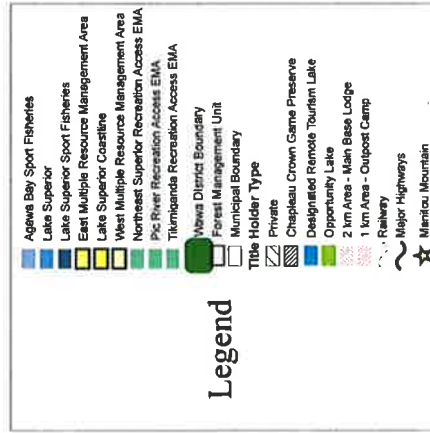 Legend
Agawa Bay Sport Fisheries
Lake Superior
Lake Superior Sport Fisheries
East Multiple Resource Management Area
Lake Superior Coastline
West Multiple Resource Management Area
Northeast Superior Recreation Access EMA
Pic River Recreation Access EMA
Tikimiganda Recreation Access EMA
Wawa District Boundary
Forest Management Unit
Municipal Boundary
Title Holder Type
Private
Chapleau Crown Game Preserve
Designated Remote Tourism Lake
Opportunity Lake
2 km Area - Main Base Lodge
1 km Area - Outpost Camp
Railway
Major Highways
Manitou Mountain